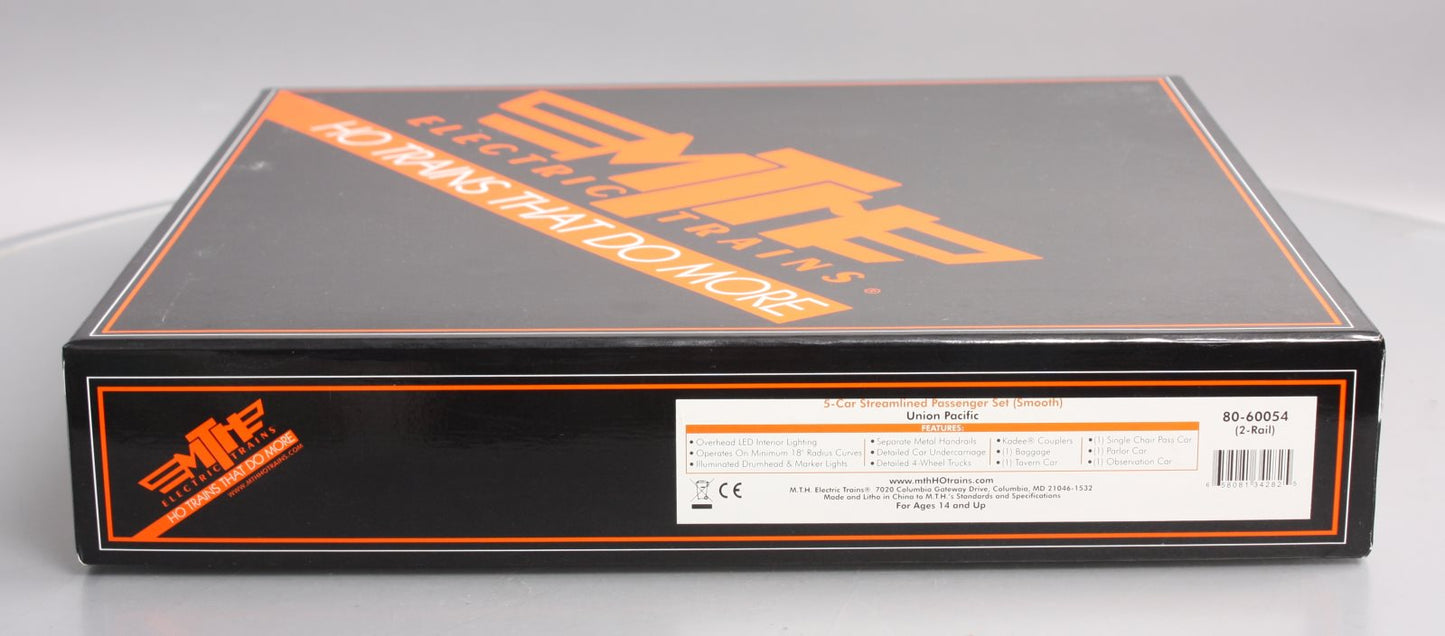 MTH
ELECTRIC TRAINS®
HO TRAINS THAT DO MORE
MTH
ELECTRIC TRAINS
HO TRAINS THAT DO MORE
WWW.MTHHOTRAINS.COM
5-Car Streamlined Passenger Set (Smooth)
Union Pacific
80-60054
(2-Rail)
FEATURES:
• Overhead LED Interior Lighting
• Operates On Minimum 18" Radius Curves
• Illuminated Drumhead & Marker Lights
• Separate Metal Handrails
• Detailed Car Undercarriage
• Detailed 4-Wheel Trucks
• Kadee® Couplers
• (1) Baggage
• (1) Tavern Car
• (1) Single Chair Pass Car
• (1) Parlor Car
• (1) Observation Car
CE
www.mthHOtrains.com
M.T.H. Electric Trains® 7020 Columbia Gateway Drive, Columbia, MD 21046-1532
Made and Litho in China to M.T.H.'s Standards and Specifications
For Ages 14 and Up
6 58081 34282 5